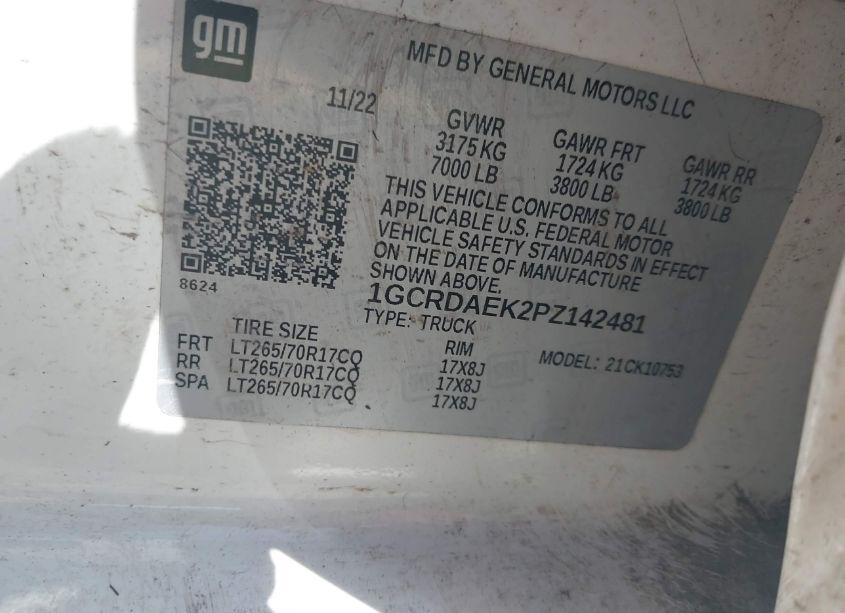 gm
MFD BY GENERAL MOTORS LLC
11/22
GVWR
3175 KG
7000 LB
GAWR FRT
1724 KG
3800 LB
GAWR RR
1724 KG
3800 LB
THIS VEHICLE CONFORMS TO ALL
APPLICABLE U.S. FEDERAL MOTOR
VEHICLE SAFETY STANDARDS IN EFFECT
ON THE DATE OF MANUFACTURE
SHOWN ABOVE.
8624
1GCRDAEK2PZ142481
TYPE: TRUCK
TIRE SIZE RIM
FRT LT265/70R17CQ 17X8J
RR LT265/70R17CQ 17X8J
SPA LT265/70R17CQ 17X8J
MODEL: 21CK10753